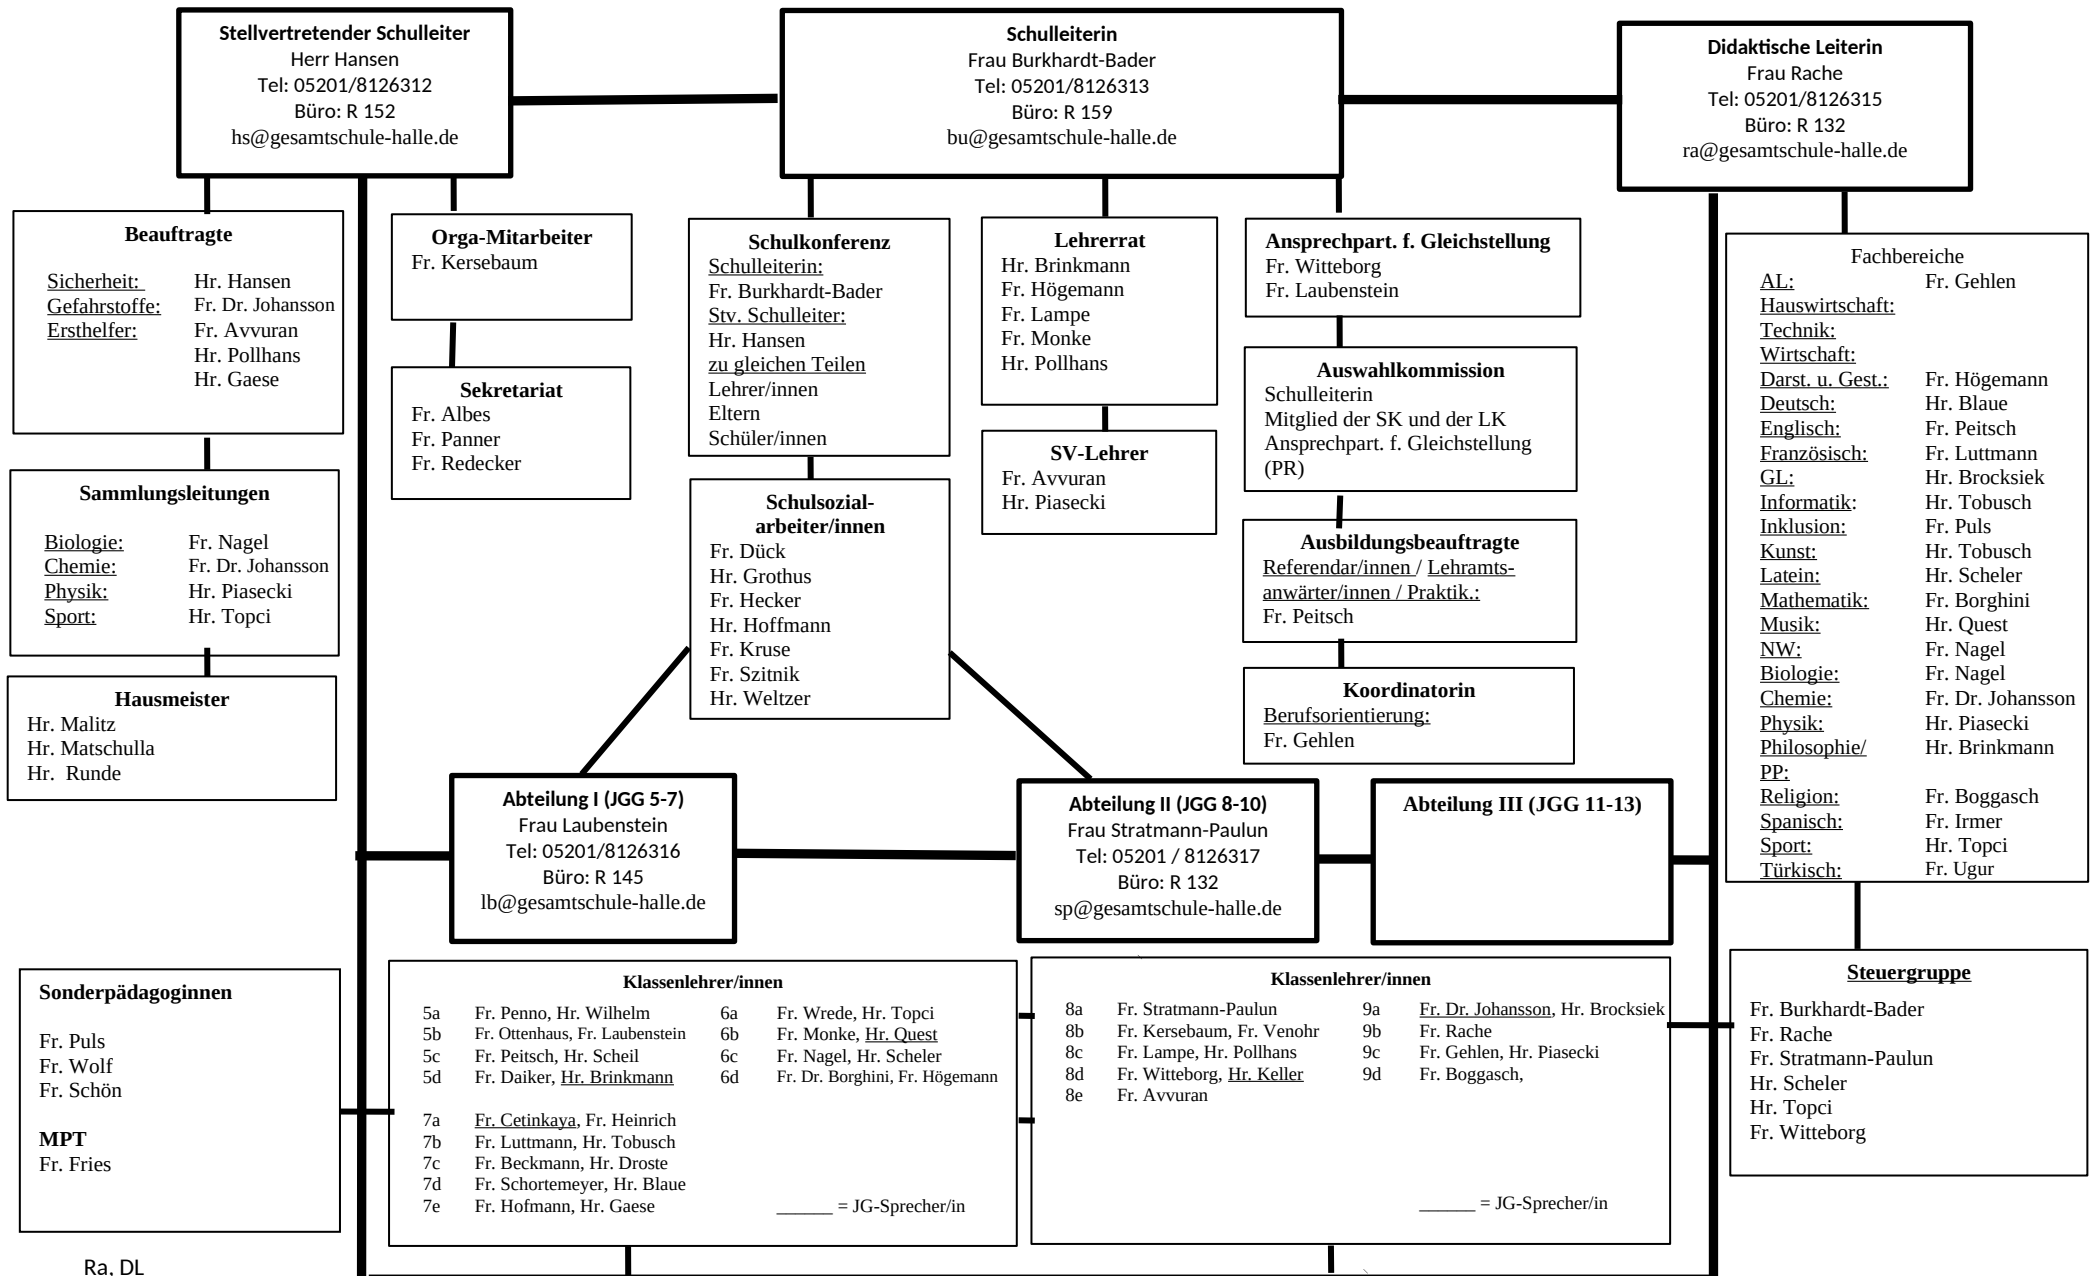 Stellvertretender Schulleiter
Herr Hansen
Tel: 05201/8126312
Büro: R 152
hs@gesamtschule-halle.de
Schulleiterin
Frau Burkhardt-Bader
Tel: 05201/8126313
Büro: R 159
bu@gesamtschule-halle.de
Didaktische Leiterin
Frau Rache
Tel: 05201/8126315
Büro: R 132
ra@gesamtschule-halle.de
Beauftragte
Sicherheit: Hr. Hansen
Gefahrstoffe: Fr. Dr. Johansson
Ersthelfer: Fr. Avvuran
Hr. Pollhans
Hr. Gaese
Orga-Mitarbeiter
Fr. Kersebaum
Sekretariat
Fr. Albes
Fr. Panner
Fr. Redecker
Schulkonferenz
Schulleiterin:
Fr. Burkhardt-Bader
Stv. Schulleiter:
Hr. Hansen
zu gleichen Teilen
Lehrer/innen
Eltern
Schüler/innen
Lehrerrat
Hr. Brinkmann
Fr. Högemann
Fr. Lampe
Fr. Monke
Hr. Pollhans
SV-Lehrer
Fr. Avvuran
Hr. Piasecki
Ansprechpart. f. Gleichstellung
Fr. Witteborg
Fr. Laubenstein
Auswahlkommission
Schulleiterin
Mitglied der SK und der LK
Ansprechpart. f. Gleichstellung
(PR)
Ausbildungsbeauftragte
Referendar/innen / Lehramts-
anwärter/innen / Praktik.:
Fr. Peitsch
Koordinatorin
Berufsorientierung:
Fr. Gehlen
Fachbereiche
AL: Fr. Gehlen
Hauswirtschaft:
Technik:
Wirtschaft:
Darst. u. Gest.: Fr. Högemann
Deutsch: Hr. Blaue
Englisch: Fr. Peitsch
Französisch: Fr. Luttmann
GL: Hr. Brocksiek
Informatik: Hr. Tobusch
Inklusion: Fr. Puls
Kunst: Hr. Tobusch
Latein: Hr. Scheler
Mathematik: Fr. Borghini
Musik: Hr. Quest
NW: Fr. Nagel
Biologie: Fr. Nagel
Chemie: Fr. Dr. Johansson
Physik: Hr. Piasecki
Philosophie/ Hr. Brinkmann
PP:
Religion: Fr. Boggasch
Spanisch: Fr. Irmer
Sport: Hr. Topci
Türkisch: Fr. Ugur
Sammlungsleitungen
Biologie: Fr. Nagel
Chemie: Fr. Dr. Johansson
Physik: Hr. Piasecki
Sport: Hr. Topci
Hausmeister
Hr. Malitz
Hr. Matschulla
Hr. Runde
Schulsozial-
arbeiter/innen
Fr. Dück
Hr. Grothus
Fr. Hecker
Hr. Hoffmann
Fr. Kruse
Fr. Szitnik
Hr. Weltzer
Abteilung I (JGG 5-7)
Frau Laubenstein
Tel: 05201/8126316
Büro: R 145
lb@gesamtschule-halle.de
Abteilung II (JGG 8-10)
Frau Stratmann-Paulun
Tel: 05201 / 8126317
Büro: R 132
sp@gesamtschule-halle.de
Abteilung III (JGG 11-13)
Sonderpädagoginnen
Fr. Puls
Fr. Wolf
Fr. Schön
MPT
Fr. Fries
Klassenlehrer/innen
5a Fr. Penno, Hr. Wilhelm 6a Fr. Wrede, Hr. Topci
5b Fr. Ottenhaus, Fr. Laubenstein 6b Fr. Monke, Hr. Quest
5c Fr. Peitsch, Hr. Scheil 6c Fr. Nagel, Hr. Scheler
5d Fr. Daiker, Hr. Brinkmann 6d Fr. Dr. Borghini, Fr. Högemann
7a Fr. Cetinkaya, Fr. Heinrich
7b Fr. Luttmann, Hr. Tobusch
7c Fr. Beckmann, Hr. Droste
7d Fr. Schortemeyer, Hr. Blaue
7e Fr. Hofmann, Hr. Gaese ______ = JG-Sprecher/in
Klassenlehrer/innen
8a Fr. Stratmann-Paulun 9a Fr. Dr. Johansson, Hr. Brocksiek
8b Fr. Kersebaum, Fr. Venohr 9b Fr. Rache
8c Fr. Lampe, Hr. Pollhans 9c Fr. Gehlen, Hr. Piasecki
8d Fr. Witteborg, Hr. Keller 9d Fr. Boggasch,
8e Fr. Avvuran
______ = JG-Sprecher/in
Steuergruppe
Fr. Burkhardt-Bader
Fr. Rache
Fr. Stratmann-Paulun
Hr. Scheler
Hr. Topci
Fr. Witteborg
Ra, DL